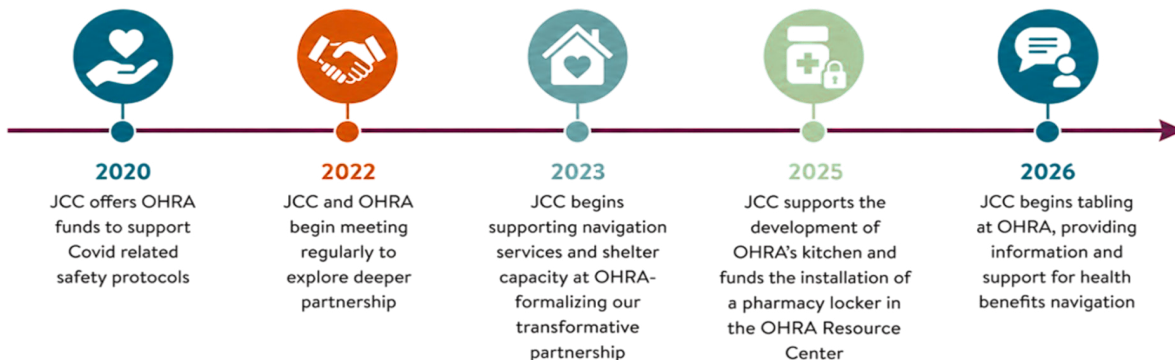 2020
JCC offers OHRA
funds to support
Covid related
safety protocols
2022
JCC and OHRA
begin meeting
regularly to
explore deeper
partnership
2023
JCC begins
supporting navigation
services and shelter
capacity at OHRA-
formalizing our
transformative
partnership
2025
JCC supports the
development of
OHRA's kitchen and
funds the installation of
a pharmacy locker in
the OHRA Resource
Center
2026
JCC begins tabling
at OHRA, providing
information and
support for health
benefits navigation